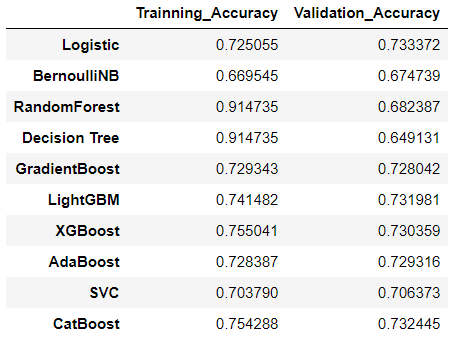 Trainning_Accuracy Validation_Accuracy
Logistic 0.725055 0.733372
BernoulliNB 0.669545 0.674739
RandomForest 0.914735 0.682387
Decision Tree 0.914735 0.649131
GradientBoost 0.729343 0.728042
LightGBM 0.741482 0.731981
XGBoost 0.755041 0.730359
AdaBoost 0.728387 0.729316
SVC 0.703790 0.706373
CatBoost 0.754288 0.732445